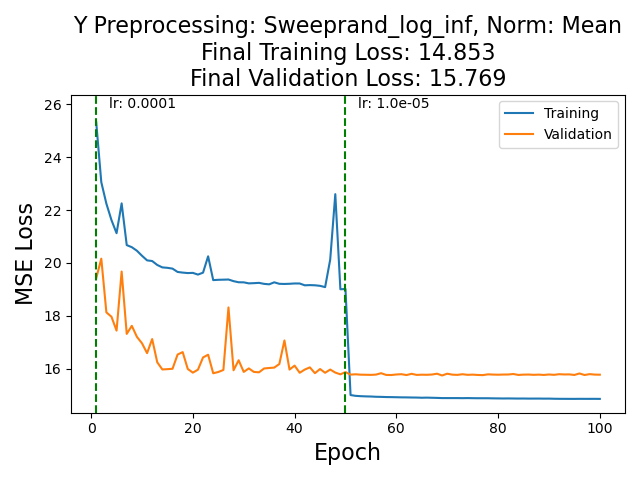 Y Preprocessing: Sweeprand_log_inf, Norm: Mean
Final Training Loss: 14.853
Final Validation Loss: 15.769
lr: 0.0001
lr: 1.0e-05
Training
Validation
MSE Loss
26
24
22
20
18
16
0 20 40 60 80 100
Epoch